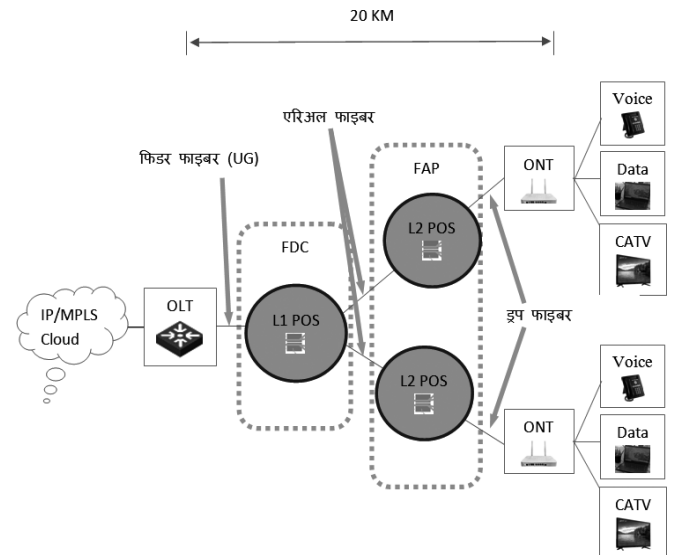 20 KM
एरिअल फाइबर
फिडर फाइबर (UG)
FDC
FAP
IP/MPLS
Cloud
OLT
L1 POS
L2 POS
L2 POS
ONT
Voice
Data
CATV
ड्रप फाइबर
ONT
Voice
Data
CATV